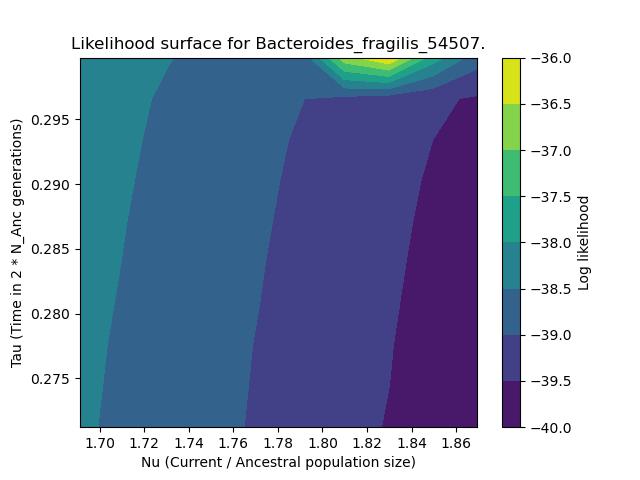 Likelihood surface for Bacteroides_fragilis_54507.
Tau (Time in 2 * N_Anc generations)
0.295
0.290
0.285
0.280
0.275
1.70 1.72 1.74 1.76 1.78 1.80 1.82 1.84 1.86
Nu (Current / Ancestral population size)
−36.0
−36.5
−37.0
−37.5
−38.0
−38.5
−39.0
−39.5
−40.0
Log likelihood